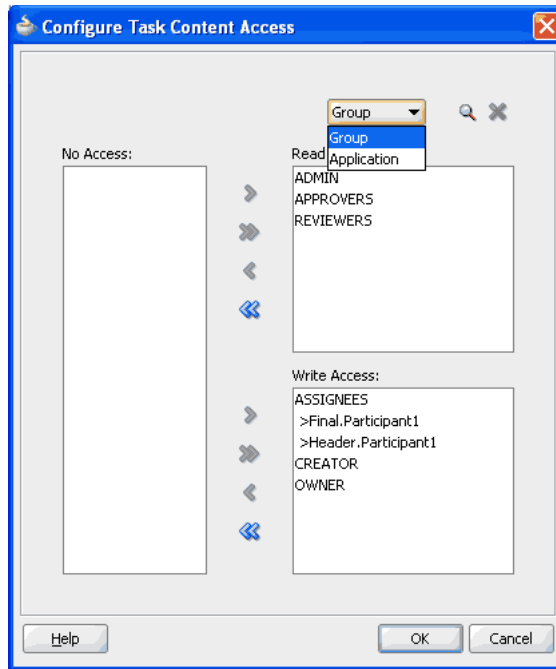 Configure Task Content Access
Group
Group
Application
No Access:
Read
ADMIN
APPROVERS
REVIEWERS
Write Access:
ASSIGNEES
>Final.Participant1
>Header.Participant1
CREATOR
OWNER
Help
OK
Cancel